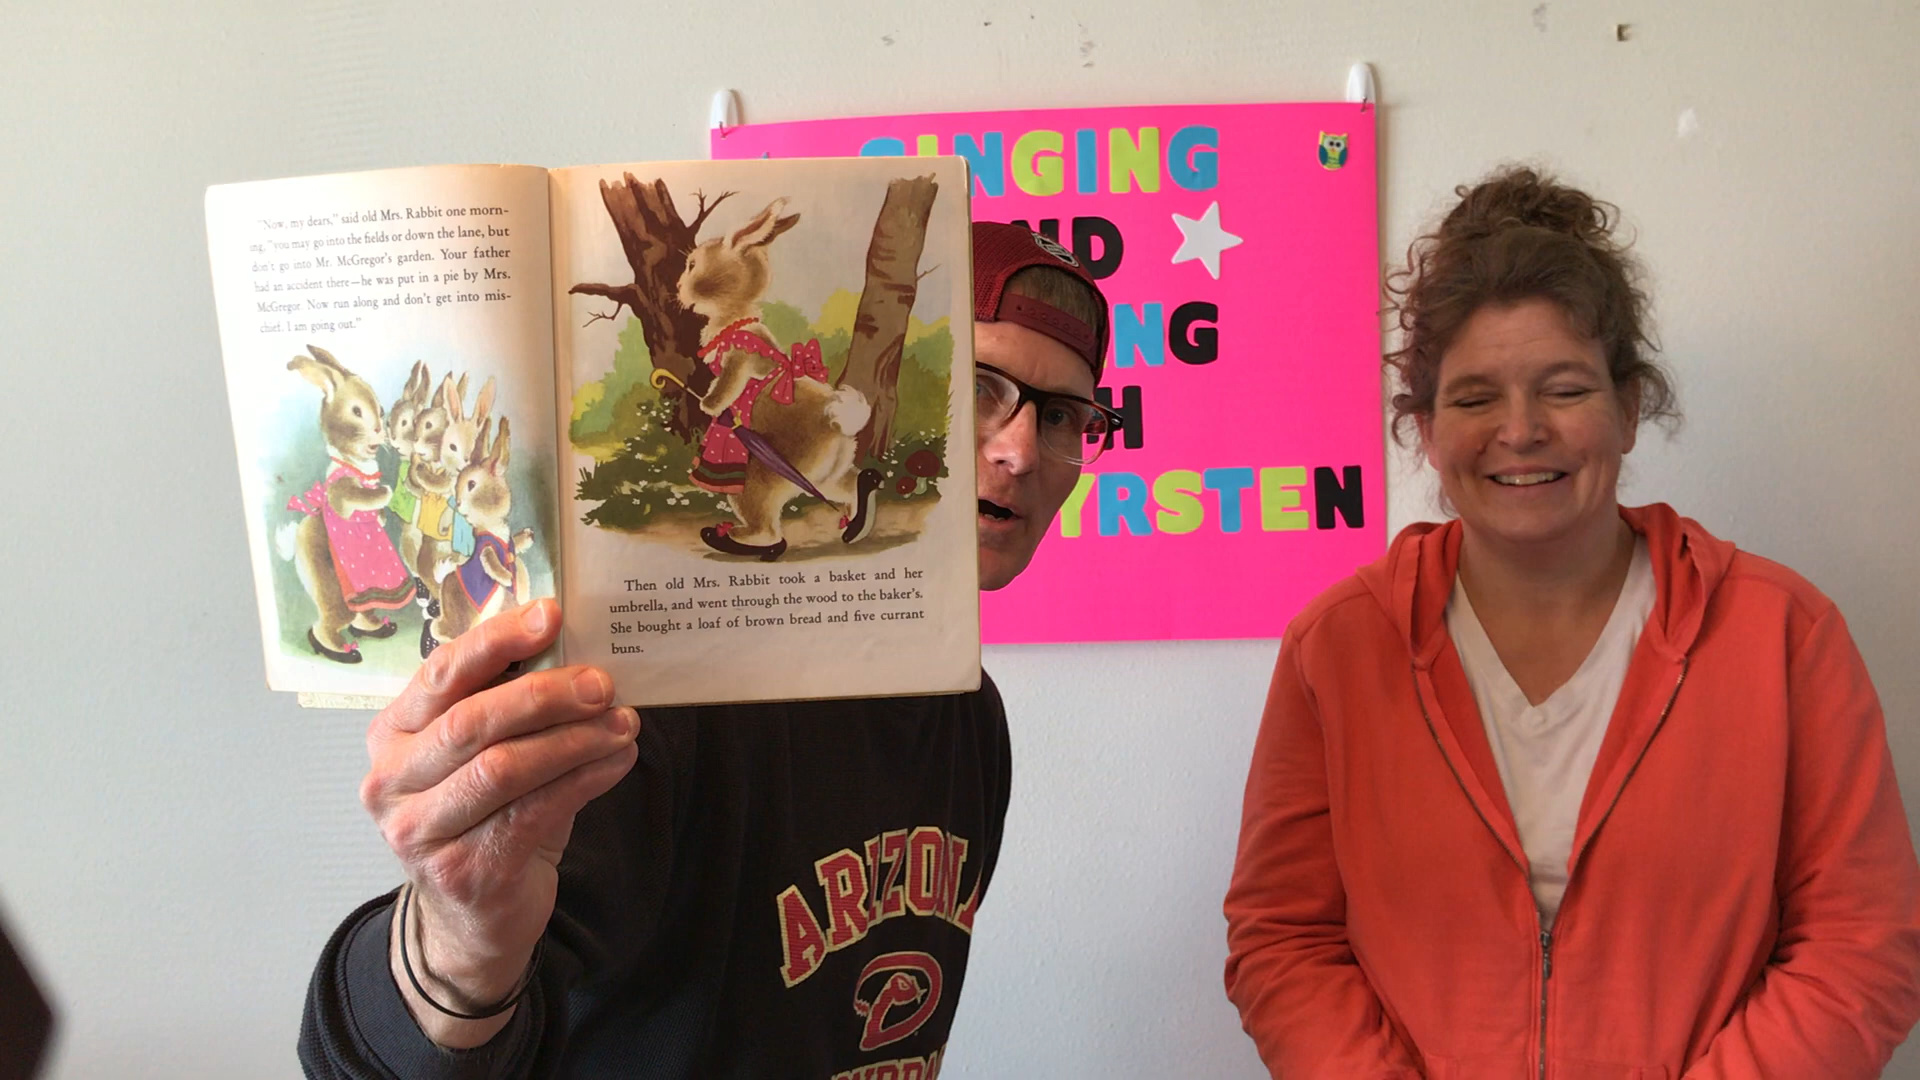 "Now, my dears," said old Mrs. Rabbit one morn-
ing, "you may go into the fields or down the lane, but
don't go into Mr. McGregor's garden. Your father
had an accident there—he was put in a pie by Mrs.
McGregor. Now run along and don't get into mis-
chief. I am going out."
Then old Mrs. Rabbit took a basket and her
umbrella, and went through the wood to the baker's.
She bought a loaf of brown bread and five currant
buns.
SINGING
ND
NG
H
YRSTEN
ARIZONA